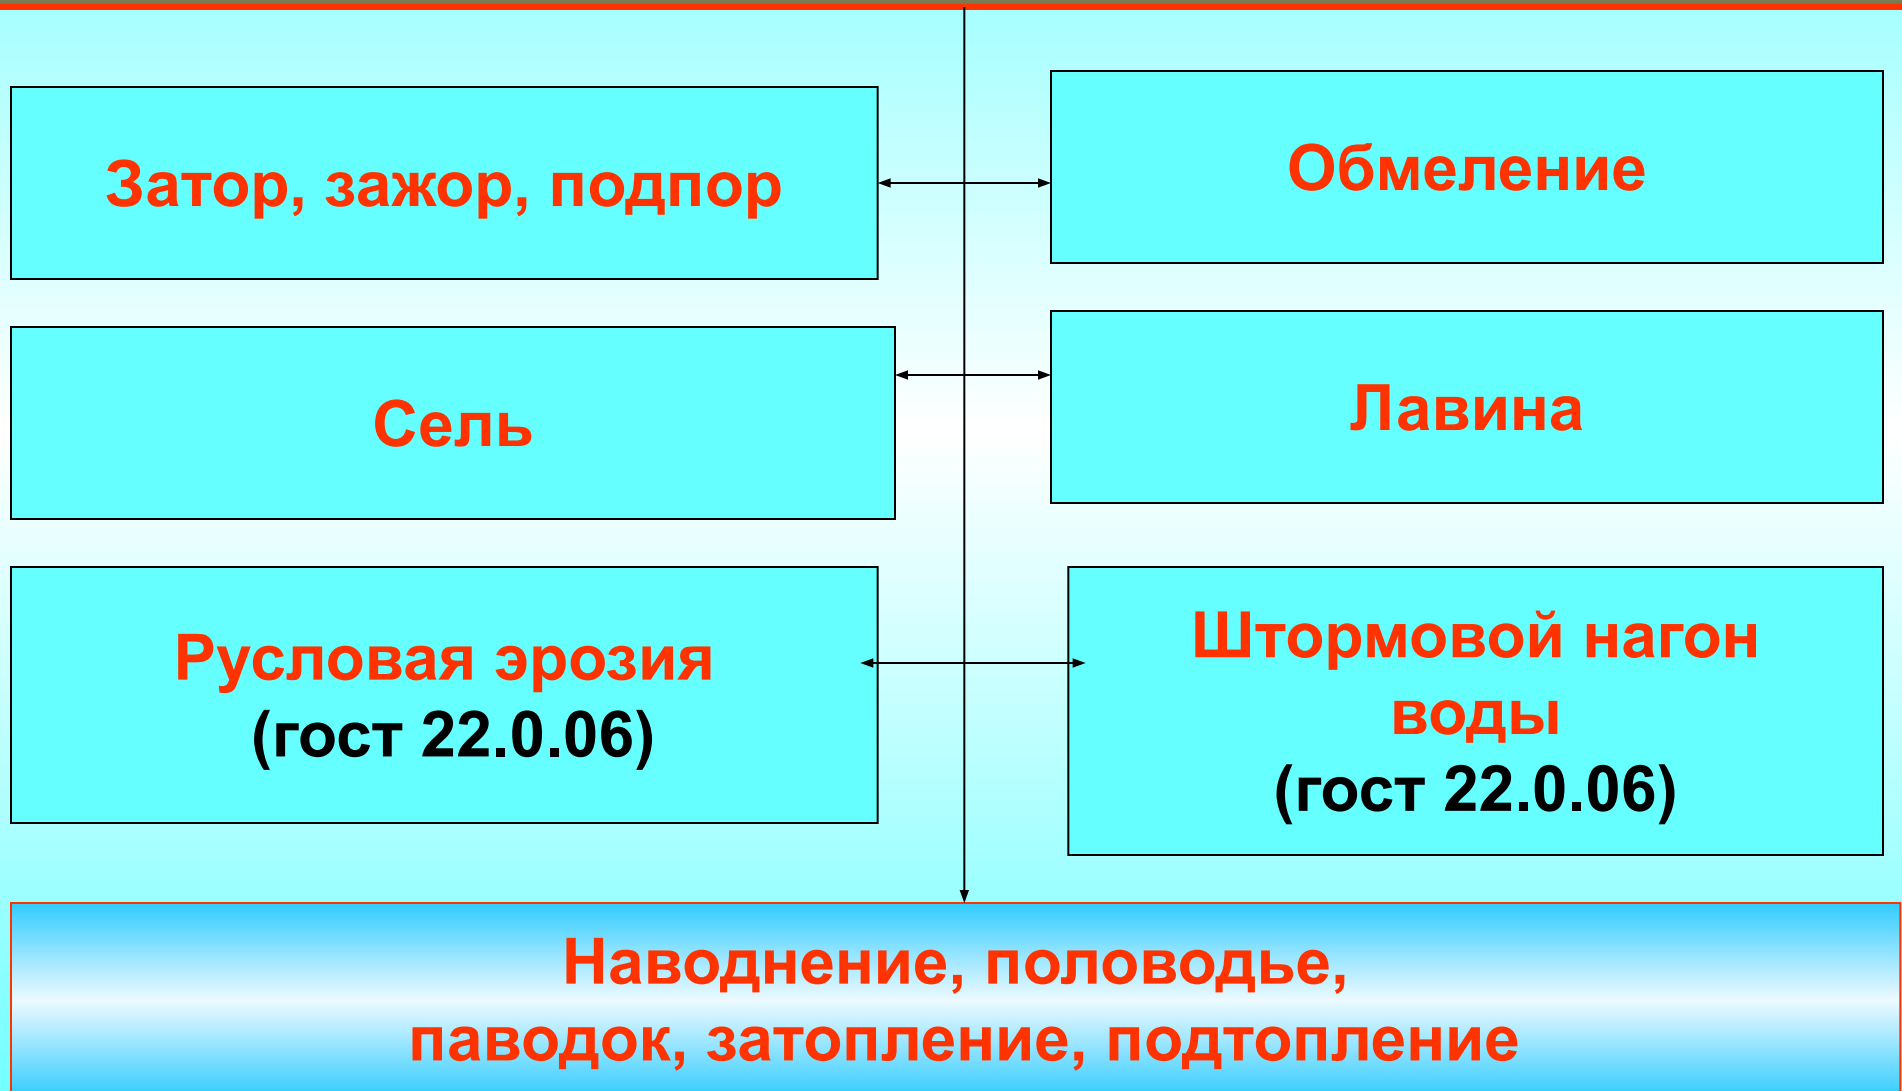 Затор, зажор, подпор
Обмеление
Сель
Лавина
Русловая эрозия
(гост 22.0.06)
Штормовой нагон
воды
(гост 22.0.06)
Наводнение, половодье,
паводок, затопление, подтопление